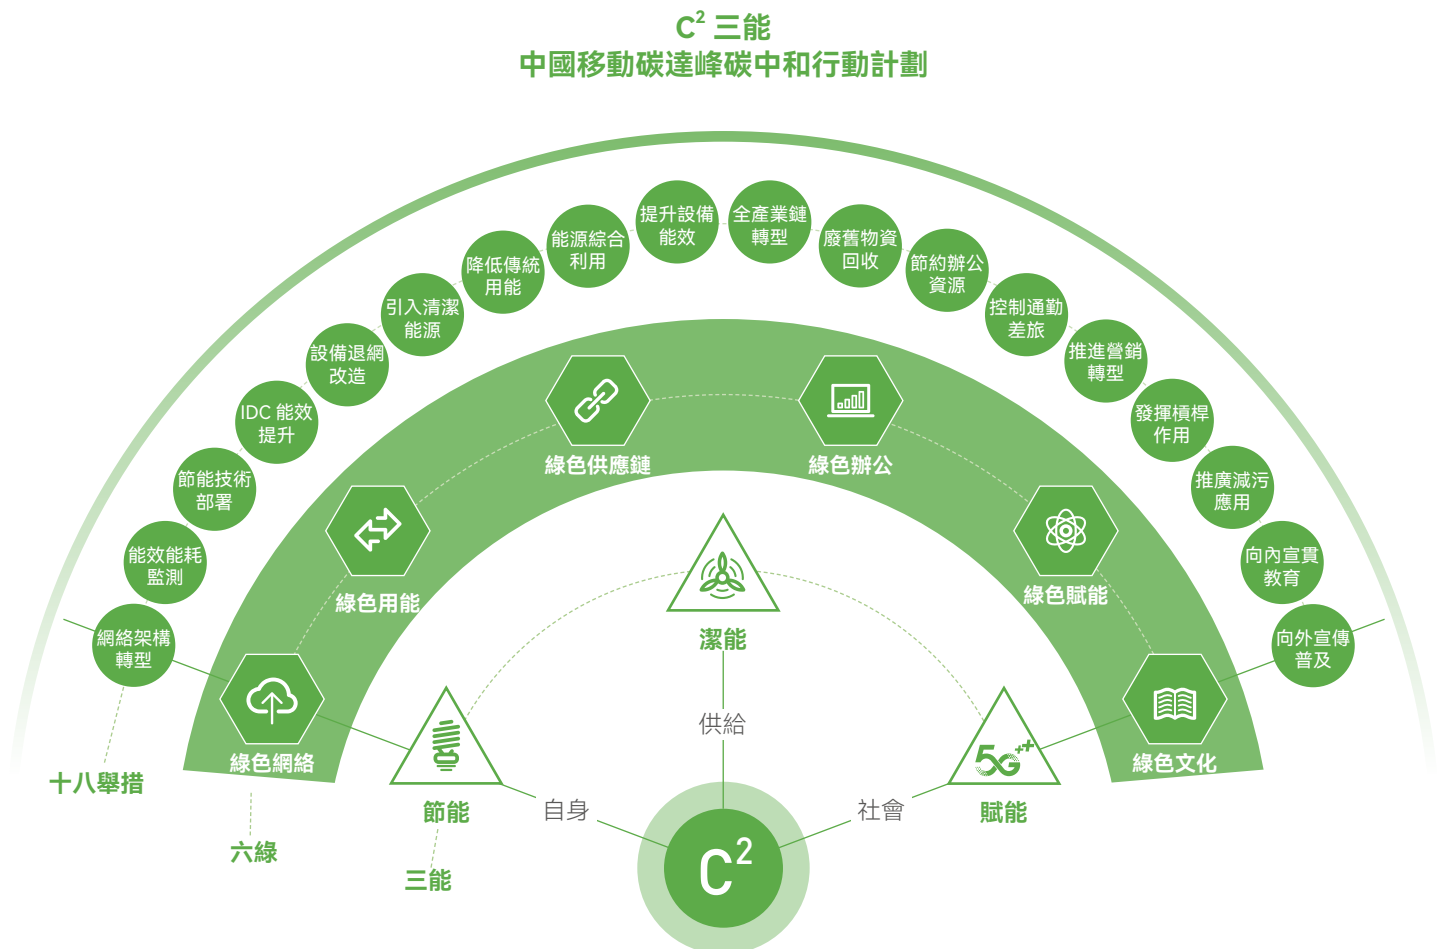 C² 三能
中國移動碳達峰碳中和行動計劃
網絡架構
轉型
能效能耗
監測
節能技術
部署
IDC 能效
提升
設備退網
改造
引入清潔
能源
降低傳統
用能
能源綜合
利用
提升設備
能效
全產業鏈
轉型
廢舊物資
回收
節約辦公
資源
控制通勤
差旅
推進營銷
轉型
發揮槓桿
作用
推廣減污
應用
向內宣貫
教育
向外宣傳
普及
綠色網絡
綠色用能
綠色供應鏈
綠色辦公
綠色賦能
綠色文化
潔能
節能
5G++
賦能
供給
自身
社會
十八舉措
六綠
三能
C²